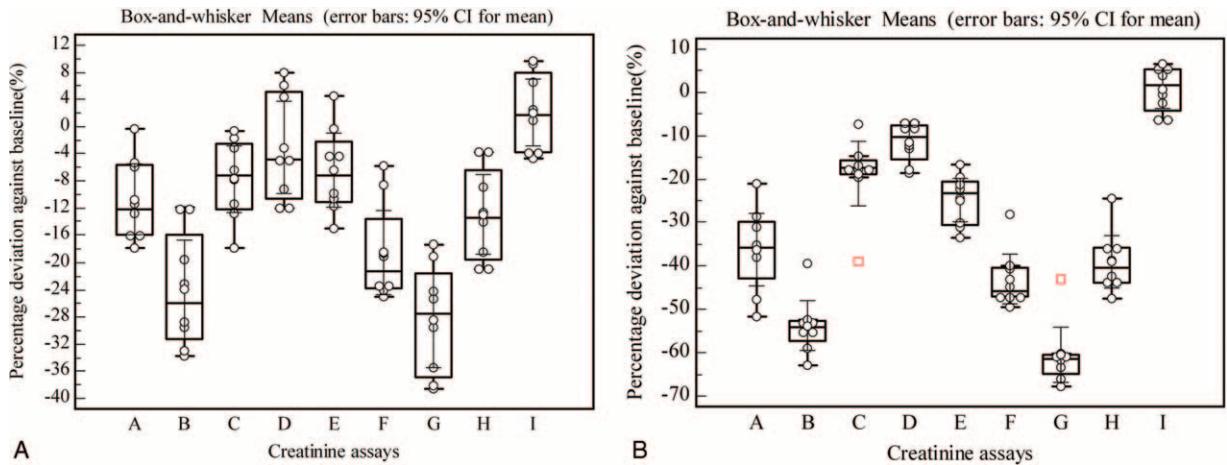 Box-and-whisker Means (error bars: 95% CI for mean)
Percentage deviation against baseline(%)
12
8
4
0
-4
-8
-12
-16
-20
-24
-28
-32
-36
-40
A B C D E F G H I
Creatinine assays
A
Box-and-whisker Means (error bars: 95% CI for mean)
Percentage deviation against baseline(%)
10
0
-10
-20
-30
-40
-50
-60
-70
A B C D E F G H I
Creatinine assays
B